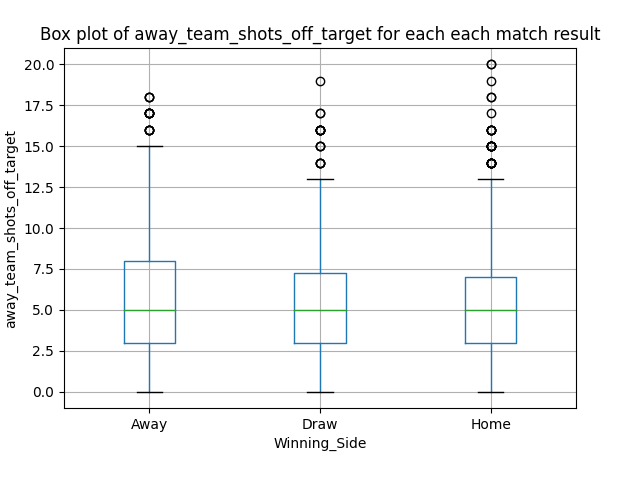 Box plot of away_team_shots_off_target for each each match result
away_team_shots_off_target
20.0
17.5
15.0
12.5
10.0
7.5
5.0
2.5
0.0
Away Draw Home
Winning_Side